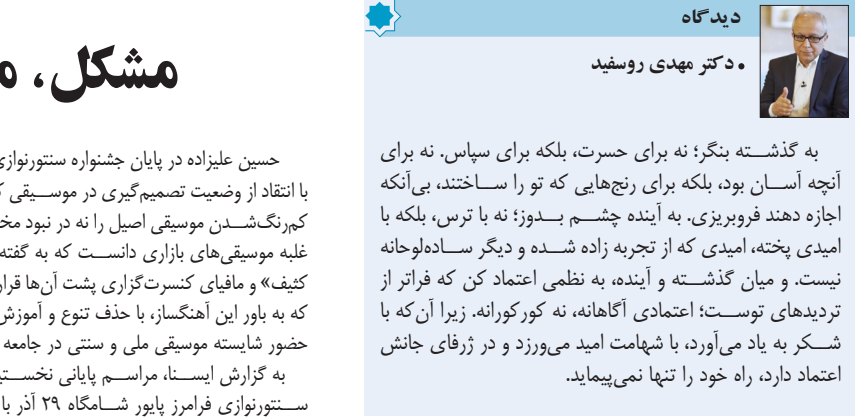 دیدگاه
• دکتر مهدی روسفید
به گذشته بنگر؛ نه برای حسرت، بلکه برای سپاس. نه برای
آنچه آسان بود، بلکه برای رنج‌هایی که تو را ساختند، بی‌آنکه
اجازه دهند فروبریزی. به آینده چشم بدوز؛ نه با ترس، بلکه با
امیدی پخته، امیدی که از تجربه زاده شده و دیگر ساده‌لوحانه
نیست. و میان گذشته و آینده، به نظمی اعتماد کن که فراتر از
تردیدهای توست؛ اعتمادی آگاهانه، نه کورکورانه. زیرا آن‌که با
شکر به یاد می‌آورد، با شهامت امید می‌ورزد و در ژرفای جانش
اعتماد دارد، راه خود را تنها نمی‌پیماید.
مشکل، م
حسین علیزاده در پایان جشنواره سنتورنوازی
با انتقاد از وضعیت تصمیم‌گیری در موسیقی ک
کم‌رنگ‌شدن موسیقی اصیل را نه در نبود مخ
غلبه موسیقی‌های بازاری دانست که به گفته
کثیف» و مافیای کنسرت‌گزاری پشت آن‌ها قرار
که به باور این آهنگساز، با حذف تنوع و آموزش
حضور شایسته موسیقی ملی و سنتی در جامعه
به گزارش ایسنا، مراسم پایانی نخستی
سنتورنوازی فرامرز پایور شامگاه ۲۹ آذر با